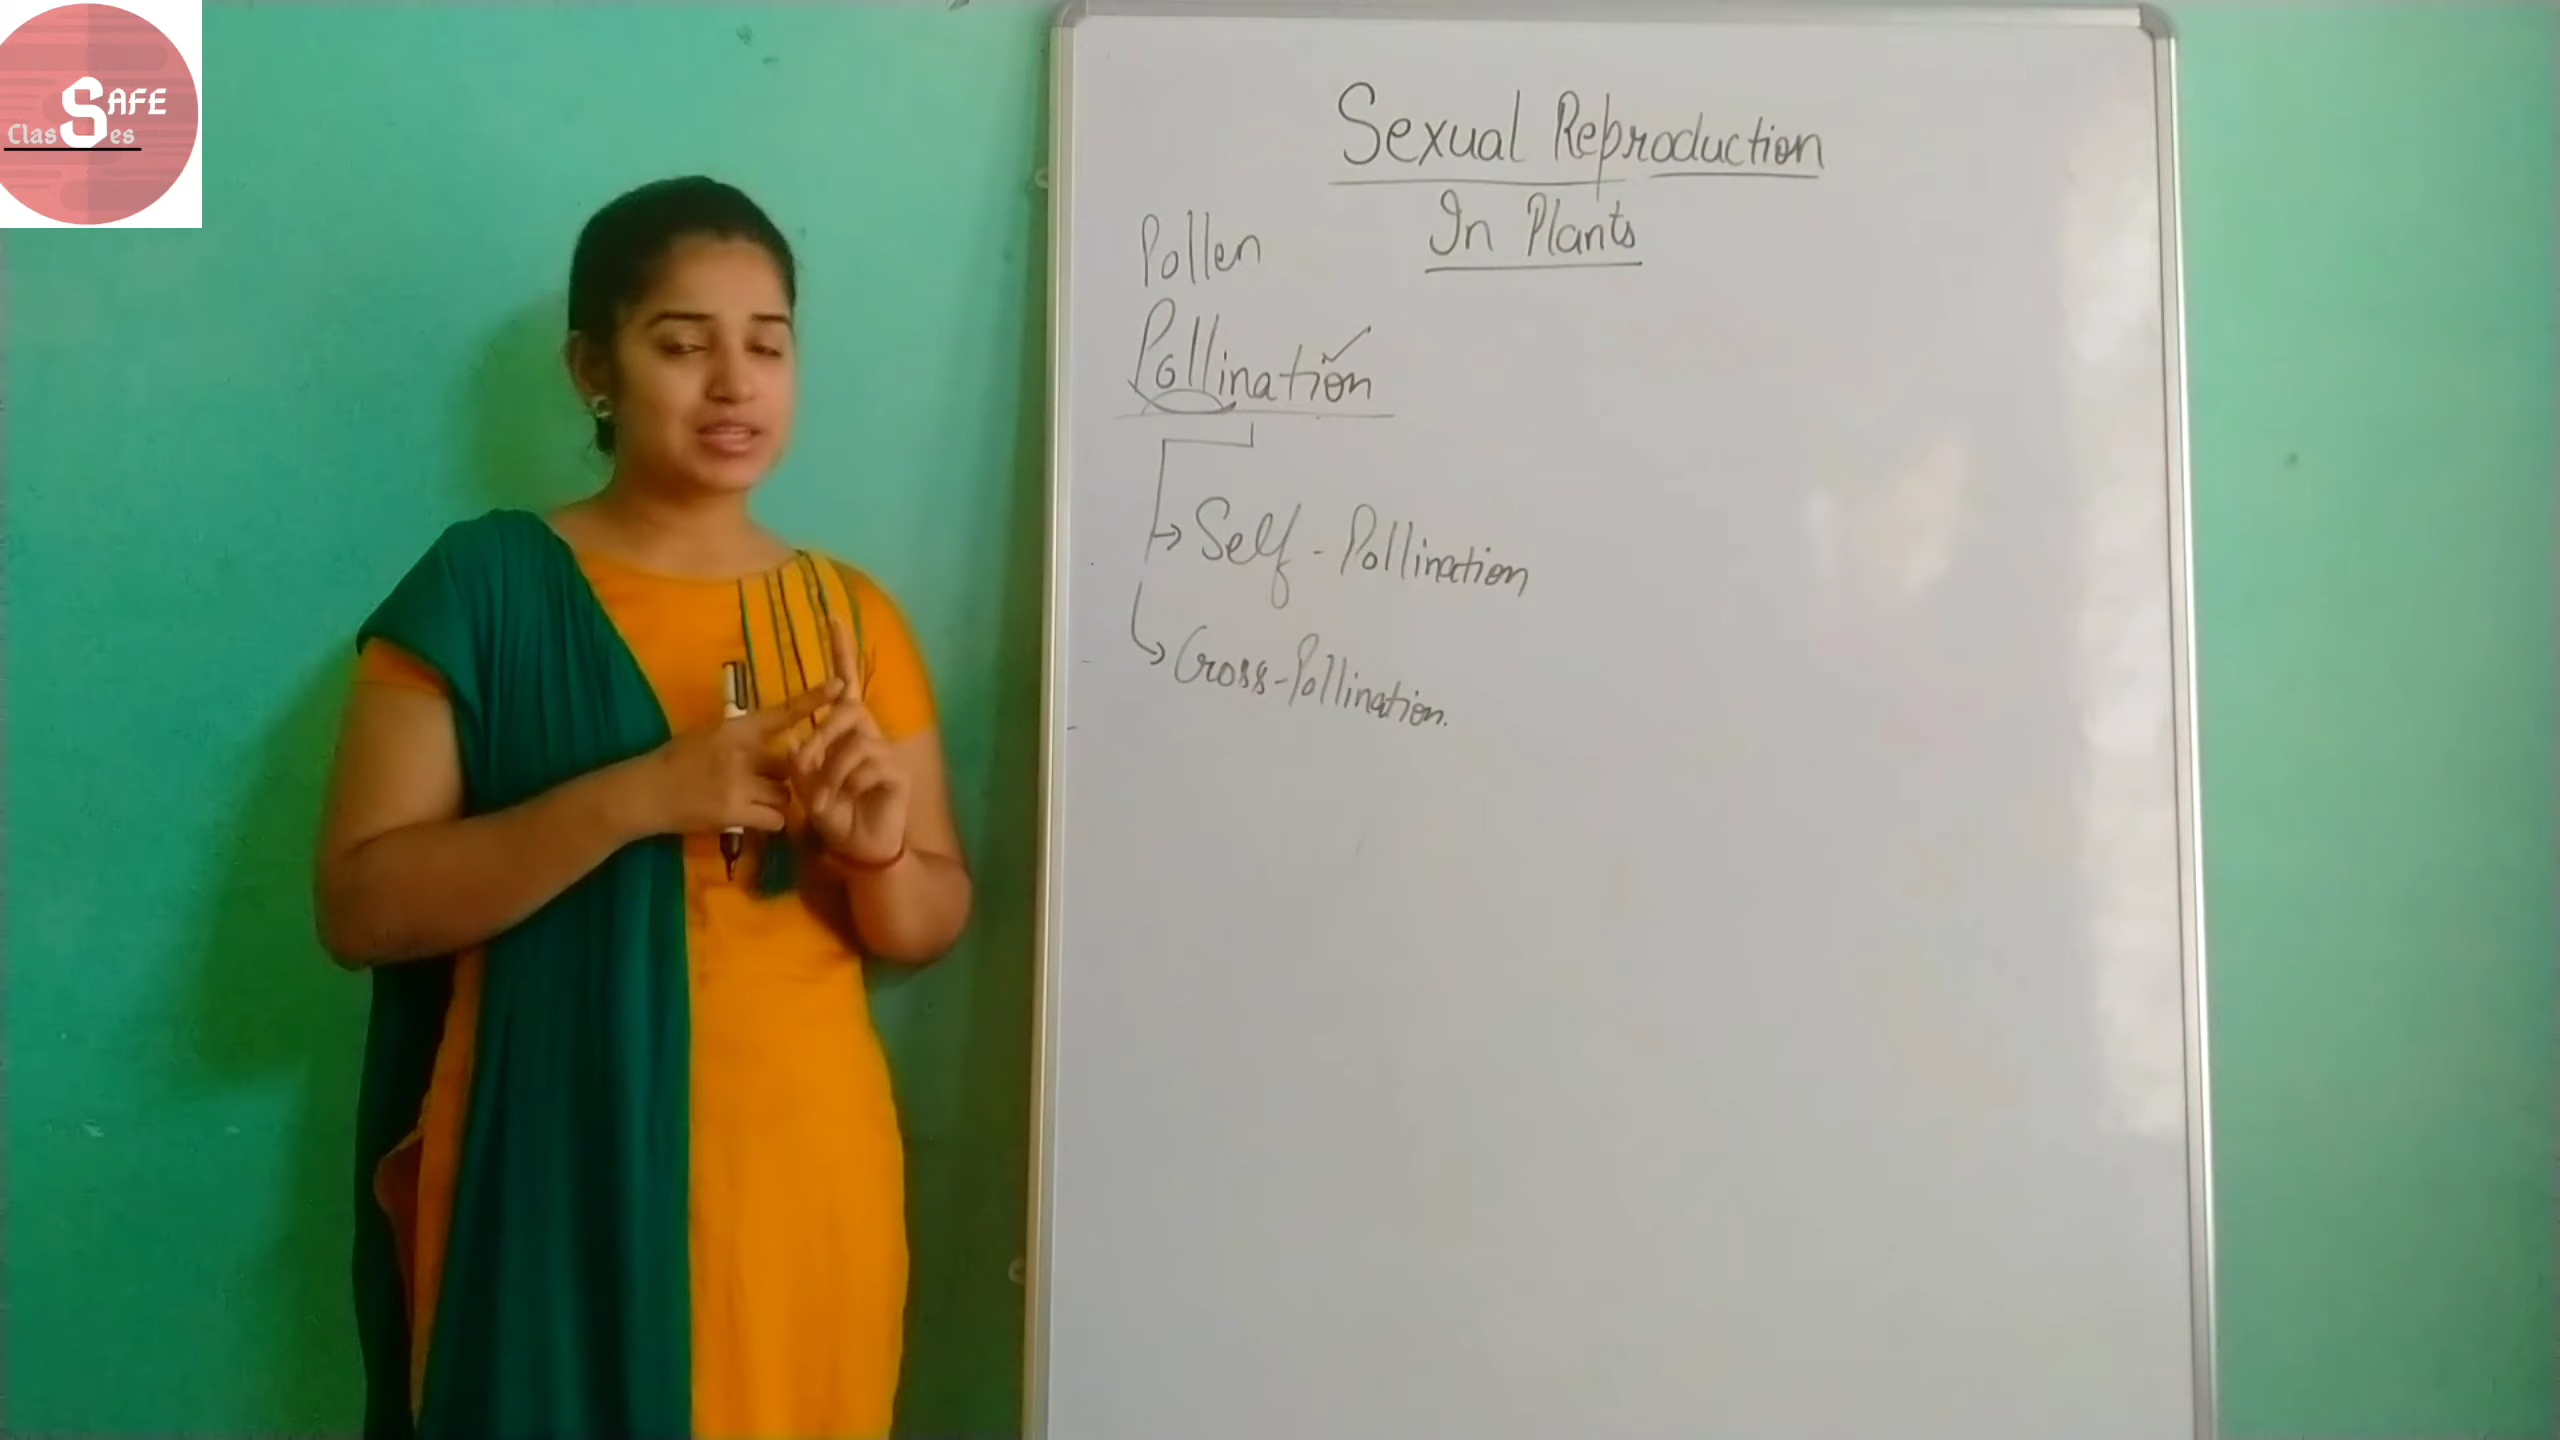 SAFE
Classes
Sexual Reproduction
In Plants
Pollen
Pollination
Self-Pollination
Cross-Pollination.